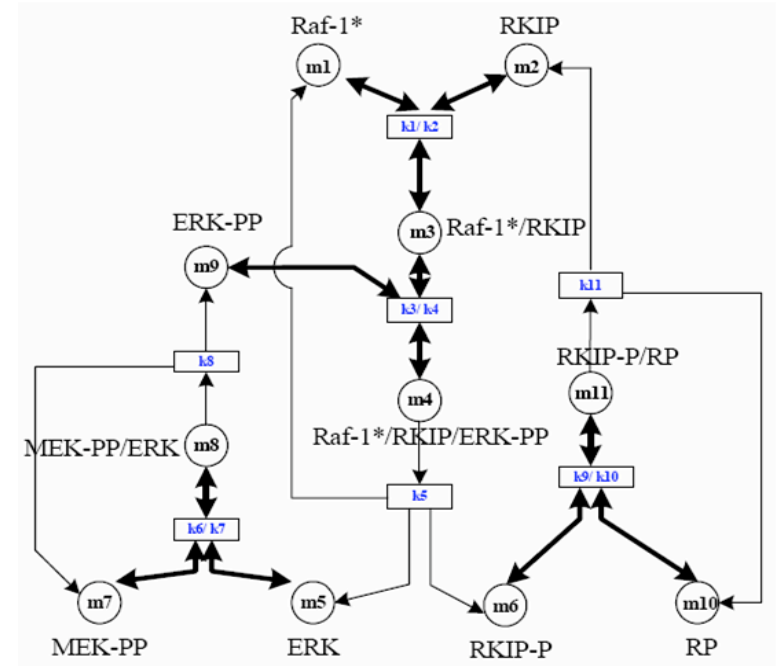 Raf-1* RKIP
m1 m2
k1/k2
ERK-PP
m3 Raf-1*/RKIP
m9
k11
k3/k4
k8 RKIP-P/RP
m11
m4
Raf-1*/RKIP/ERK-PP
MEK-PP/ERK m8
k9/k10
k5
k6/k7
m7 m5 m6 m10
MEK-PP ERK RKIP-P RP